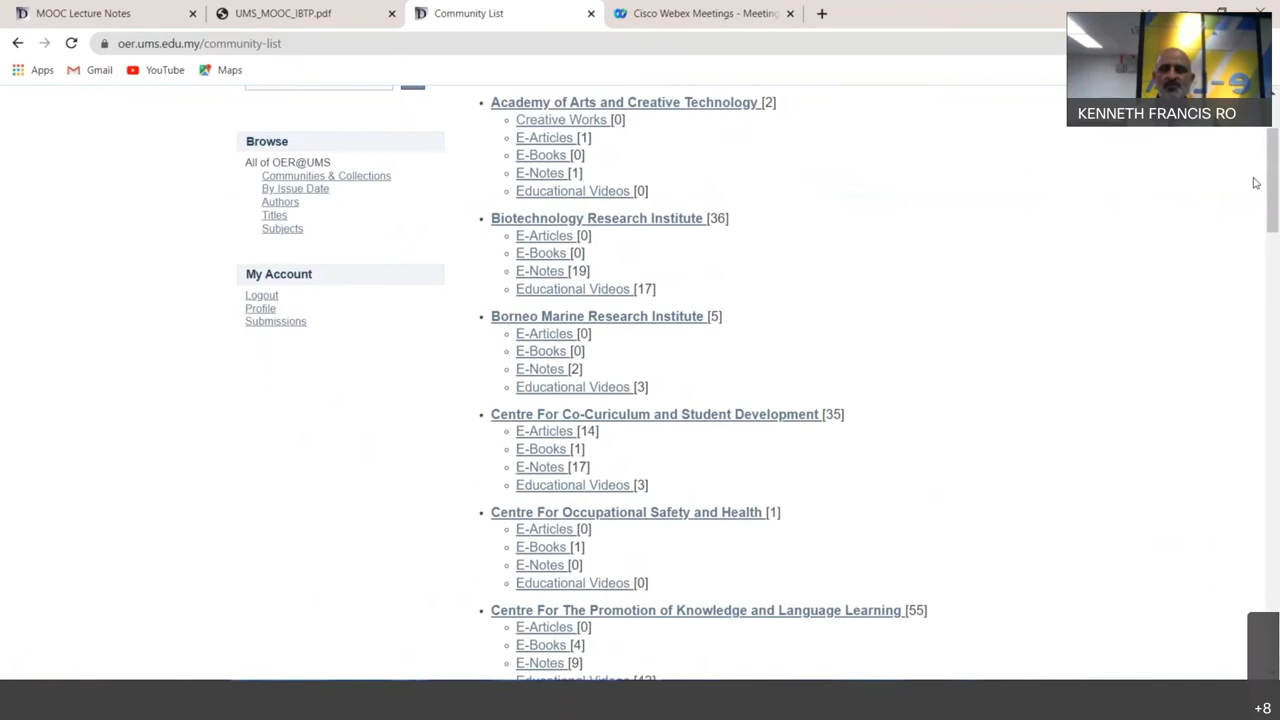 MOOC Lecture Notes
UMS_MOOC_IBTP.pdf
Community List
Cisco Webex Meetings - Meeting
oer.ums.edu.my/community-list
Apps
Gmail
YouTube
Maps
KENNETH FRANCIS RO
Browse
All of OER@UMS
Communities & Collections
By Issue Date
Authors
Titles
Subjects
My Account
Logout
Profile
Submissions
Academy of Arts and Creative Technology [2]
Creative Works [0]
E-Articles [1]
E-Books [0]
E-Notes [1]
Educational Videos [0]
Biotechnology Research Institute [36]
E-Articles [0]
E-Books [0]
E-Notes [19]
Educational Videos [17]
Borneo Marine Research Institute [5]
E-Articles [0]
E-Books [0]
E-Notes [2]
Educational Videos [3]
Centre For Co-Curiculum and Student Development [35]
E-Articles [14]
E-Books [1]
E-Notes [17]
Educational Videos [3]
Centre For Occupational Safety and Health [1]
E-Articles [0]
E-Books [1]
E-Notes [0]
Educational Videos [0]
Centre For The Promotion of Knowledge and Language Learning [55]
E-Articles [0]
E-Books [4]
E-Notes [9]
+8